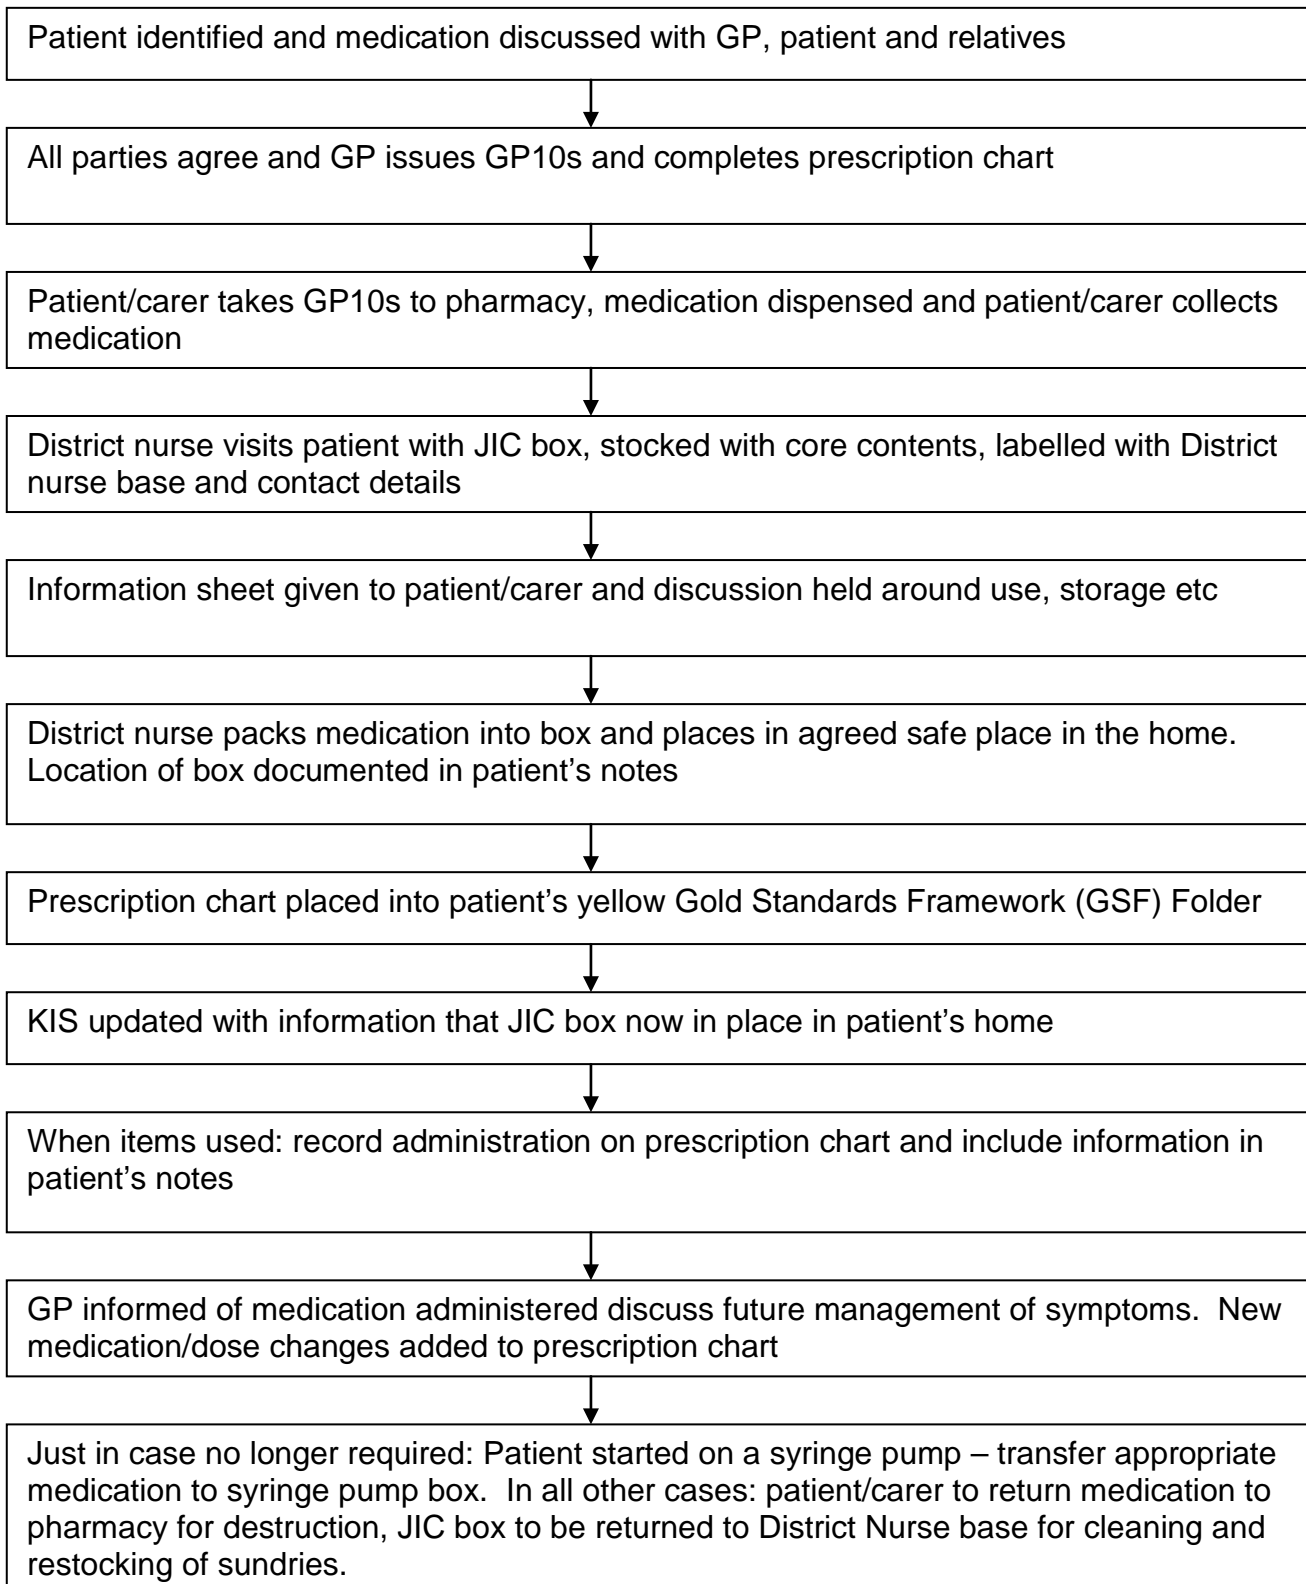 Patient identified and medication discussed with GP, patient and relatives
All parties agree and GP issues GP10s and completes prescription chart
Patient/carer takes GP10s to pharmacy, medication dispensed and patient/carer collects
medication
District nurse visits patient with JIC box, stocked with core contents, labelled with District
nurse base and contact details
Information sheet given to patient/carer and discussion held around use, storage etc
District nurse packs medication into box and places in agreed safe place in the home.
Location of box documented in patient’s notes
Prescription chart placed into patient’s yellow Gold Standards Framework (GSF) Folder
KIS updated with information that JIC box now in place in patient’s home
When items used: record administration on prescription chart and include information in
patient’s notes
GP informed of medication administered discuss future management of symptoms.  New
medication/dose changes added to prescription chart
Just in case no longer required: Patient started on a syringe pump – transfer appropriate
medication to syringe pump box.  In all other cases: patient/carer to return medication to
pharmacy for destruction, JIC box to be returned to District Nurse base for cleaning and
restocking of sundries.